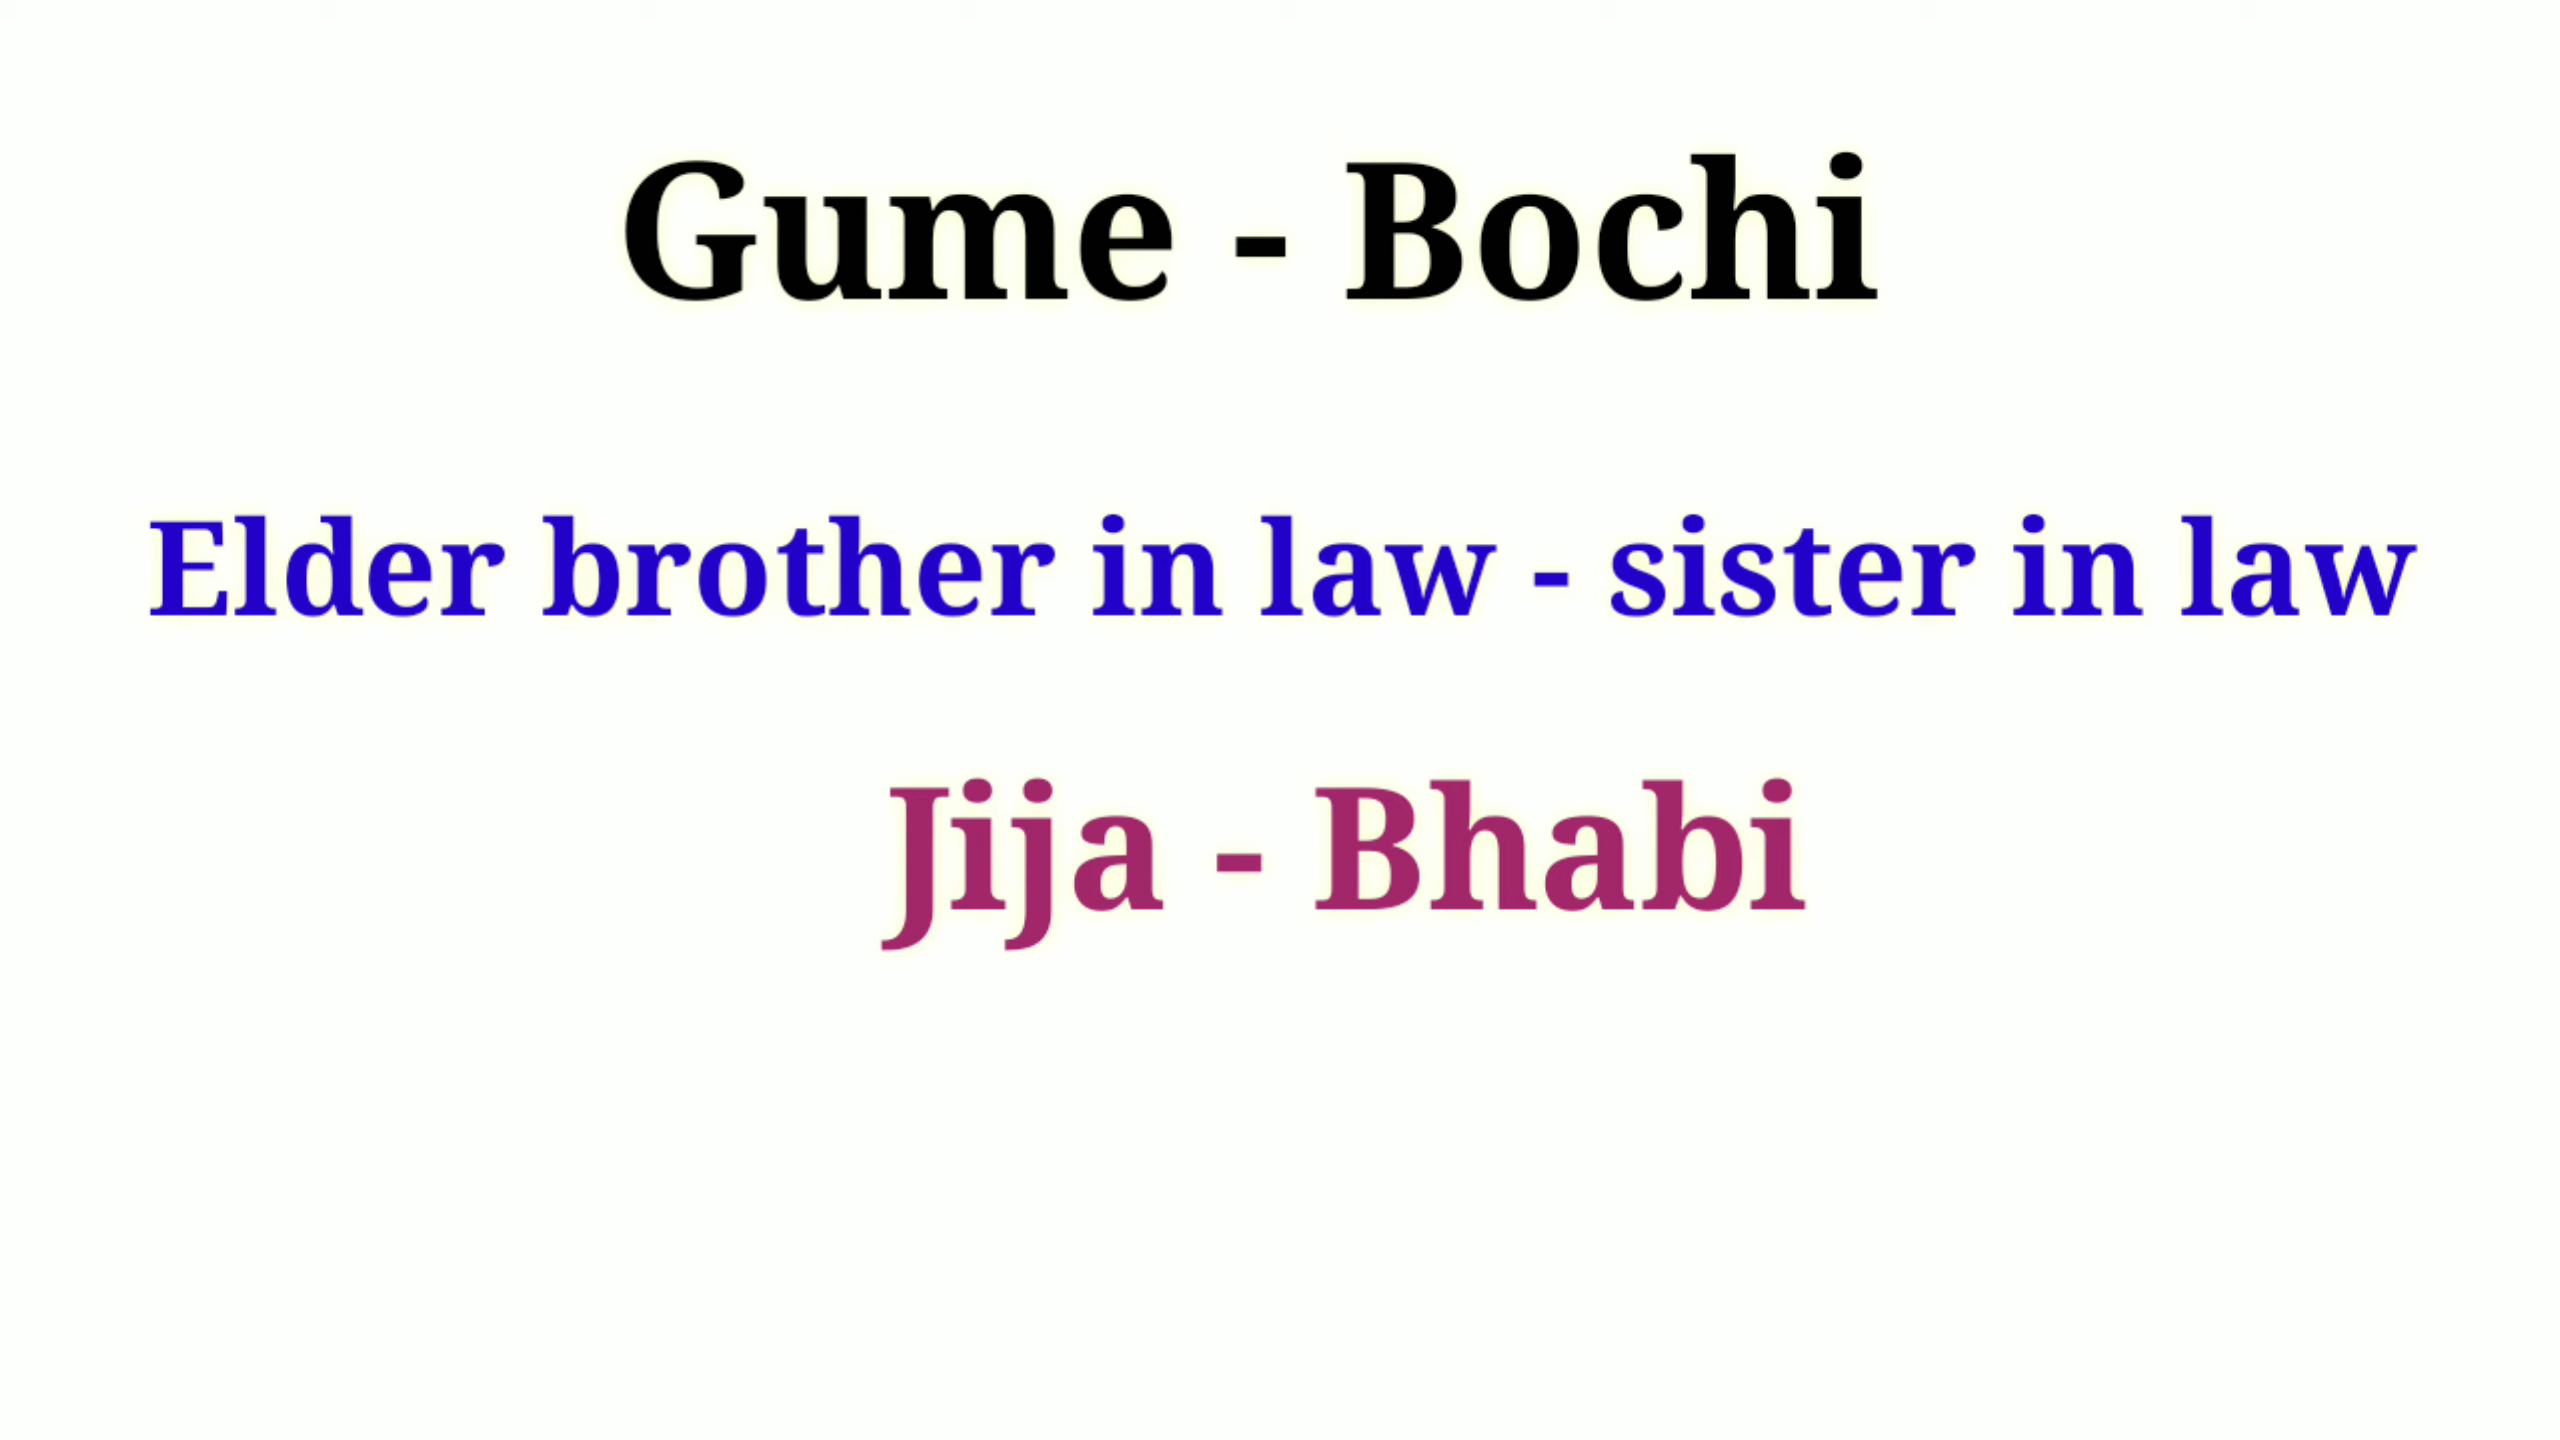 Gume - Bochi
Elder brother in law - sister in law
Jija - Bhabi